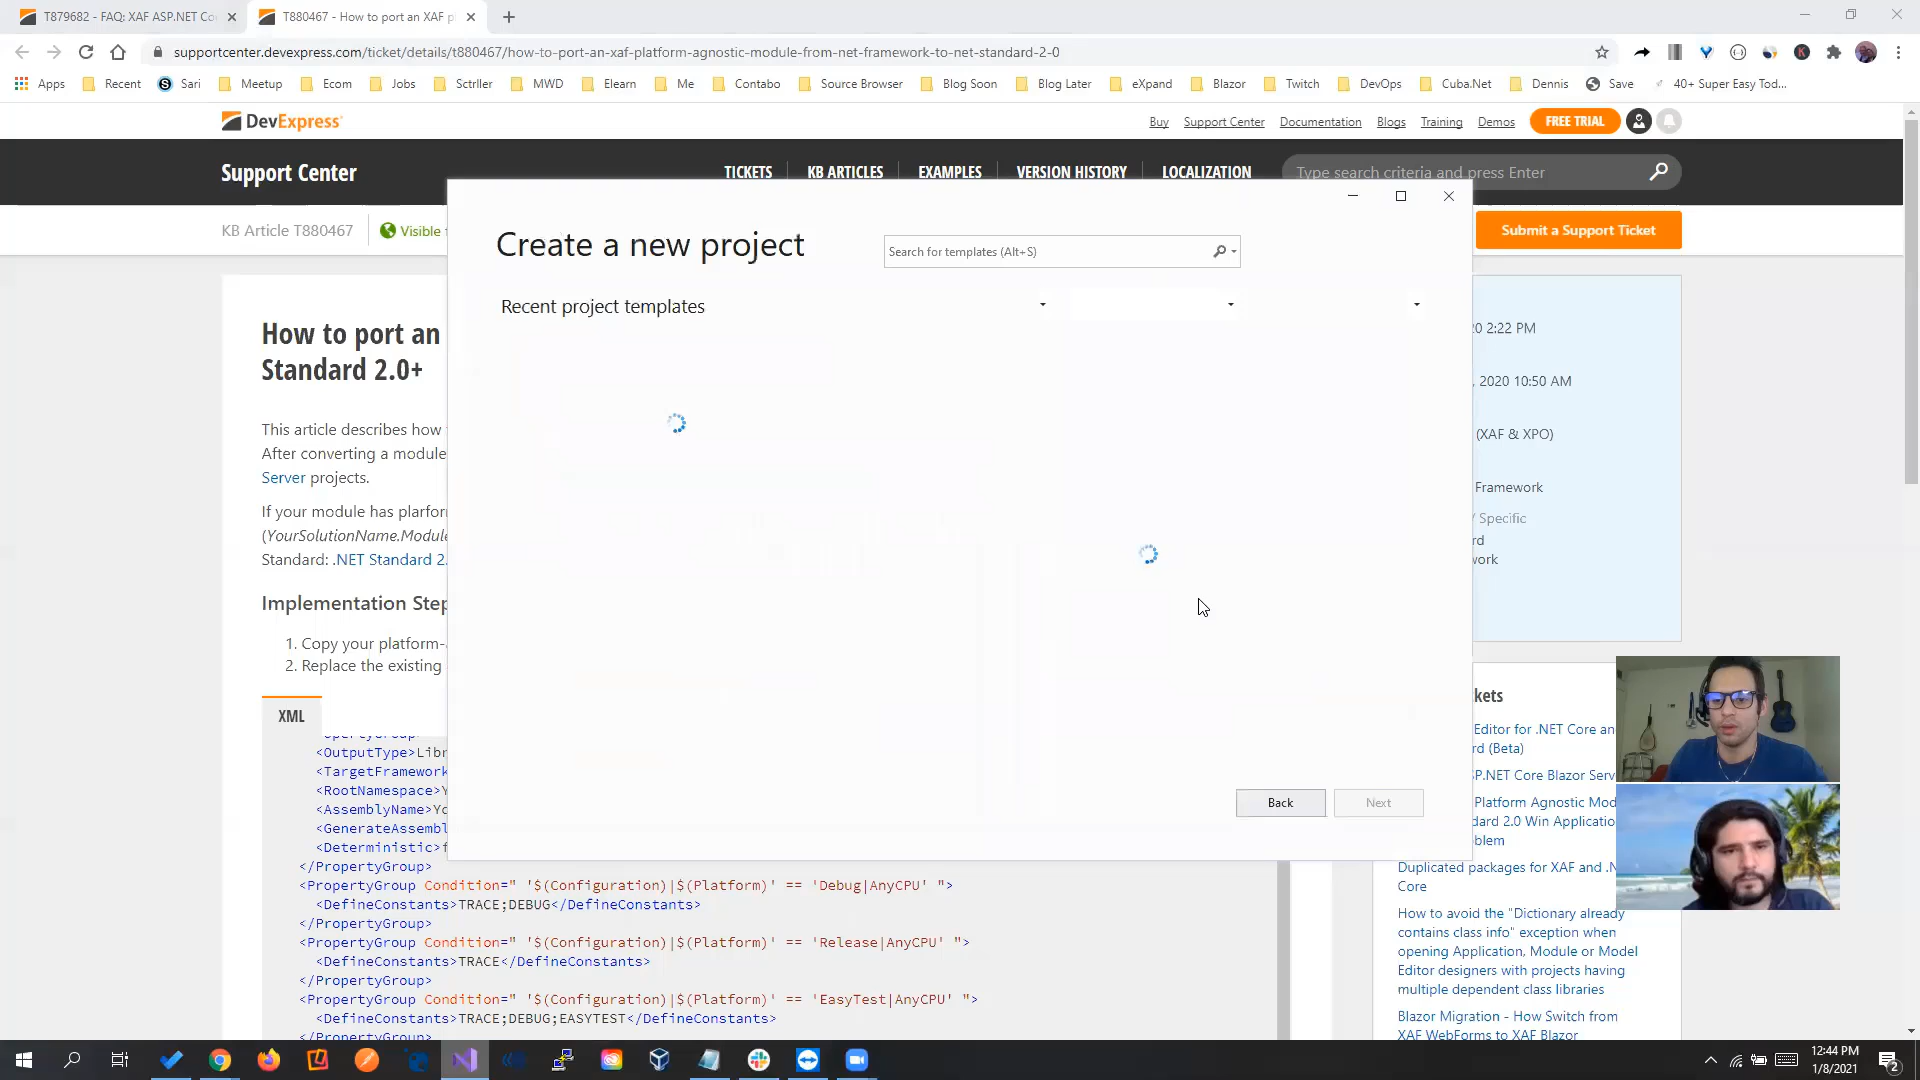 T879682 - FAQ: XAF ASP.NET Co
T880467 - How to port an XAF p
supportcenter.devexpress.com/ticket/details/t880467/how-to-port-an-xaf-platform-agnostic-module-from-net-framework-to-net-standard-2-0
Apps
Recent
Sari
Meetup
Ecom
Jobs
Sctrller
MWD
Elearn
Me
Contabo
Source Browser
Blog Soon
Blog Later
eXpand
Blazor
Twitch
DevOps
Cuba.Net
Dennis
Save
40+ Super Easy Tod...
DevExpress
Buy
Support Center
Documentation
Blogs
Training
Demos
FREE TRIAL
Support Center
TICKETS
KB ARTICLES
EXAMPLES
VERSION HISTORY
LOCALIZATION
Type search criteria and press Enter
KB Article T880467
Visible
Submit a Support Ticket
Create a new project
Search for templates (Alt+S)
Recent project templates
Back
Next
How to port an
Standard 2.0+
This article describes how
After converting a module
Server projects.
If your module has plarfor
(YourSolutionName.Module
Standard: .NET Standard 2.
Implementation Step
1. Copy your platform-
2. Replace the existing
XML
<OutputType>Libr
<TargetFramework
<RootNamespace>Y
<AssemblyName>Yo
<GenerateAssembl
<Deterministic>f
</PropertyGroup>
<PropertyGroup Condition=" '$(Configuration)|$(Platform)' == 'Debug|AnyCPU' ">
<DefineConstants>TRACE;DEBUG</DefineConstants>
</PropertyGroup>
<PropertyGroup Condition=" '$(Configuration)|$(Platform)' == 'Release|AnyCPU' ">
<DefineConstants>TRACE</DefineConstants>
</PropertyGroup>
<PropertyGroup Condition=" '$(Configuration)|$(Platform)' == 'EasyTest|AnyCPU' ">
<DefineConstants>TRACE;DEBUG;EASYTEST</DefineConstants>
</PropertyGroup>
20 2:22 PM
, 2020 10:50 AM
(XAF & XPO)
Framework
/ Specific
rd
work
kets
Editor for .NET Core an
rd (Beta)
SP.NET Core Blazor Serv
Platform Agnostic Mod
dard 2.0 Win Applicatio
blem
Duplicated packages for XAF and .N
Core
How to avoid the "Dictionary already
contains class info" exception when
opening Application, Module or Model
Editor designers with projects having
multiple dependent class libraries
Blazor Migration - How Switch from
XAF WebForms to XAF Blazor
12:44 PM
1/8/2021
2